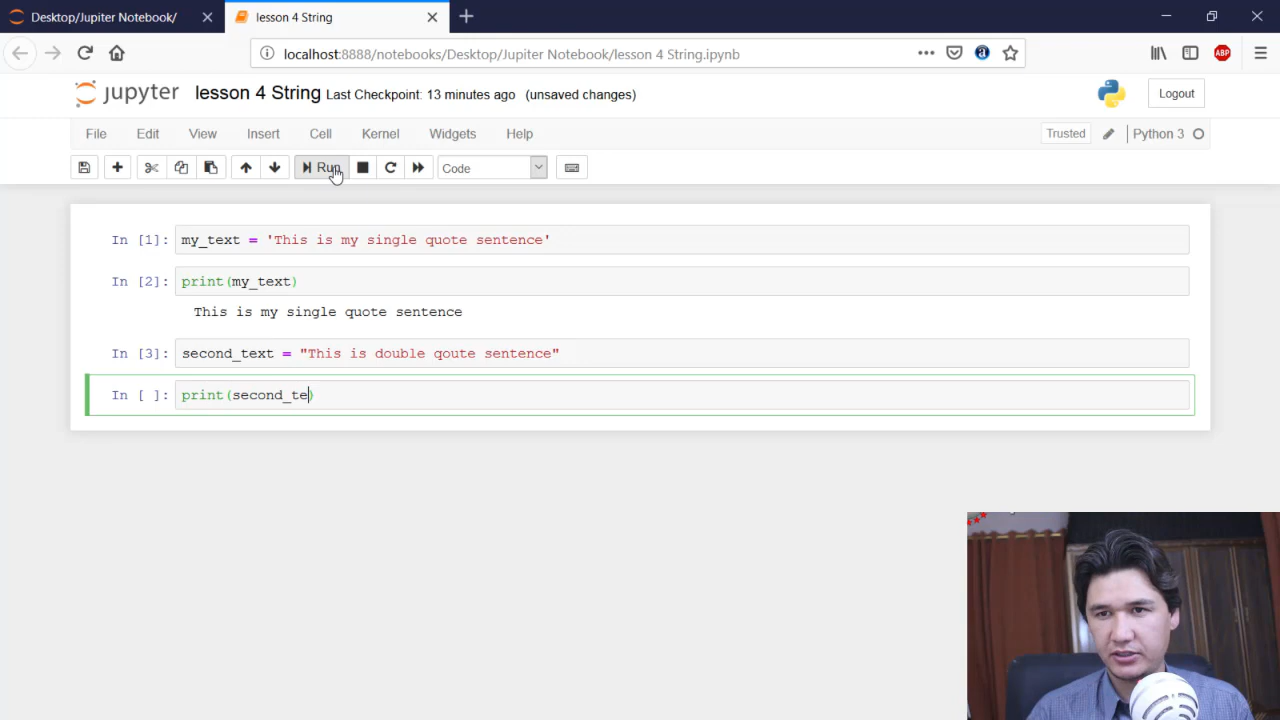 Desktop/Jupiter Notebook/
lesson 4 String
localhost:8888/notebooks/Desktop/Jupiter Notebook/lesson 4 String.ipynb
ABP
jupyter lesson 4 String Last Checkpoint: 13 minutes ago (unsaved changes)
Logout
File Edit View Insert Cell Kernel Widgets Help
Trusted Python 3
Run Code
In [1]: my_text = 'This is my single quote sentence'
In [2]: print(my_text)
This is my single quote sentence
In [3]: second_text = "This is double qoute sentence"
In [ ]: print(second_te)